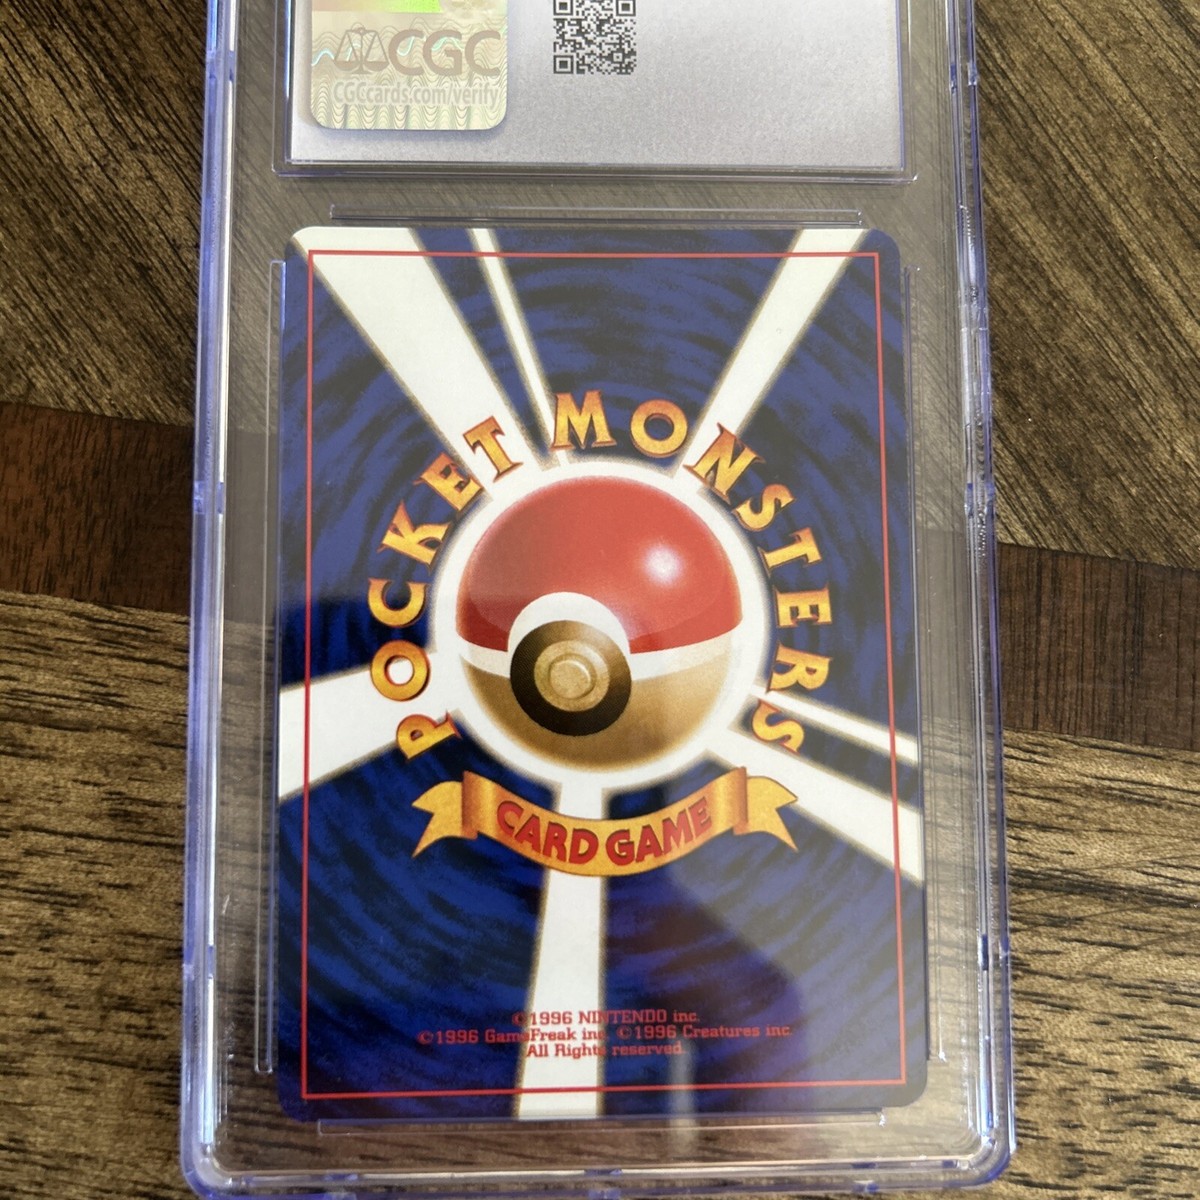 CGC
CGCcards.com/verify
POCKET MONSTERS
CARD GAME
©1996 NINTENDO inc.
©1996 GameFreak inc. ©1996 Creatures inc.
All Rights reserved.